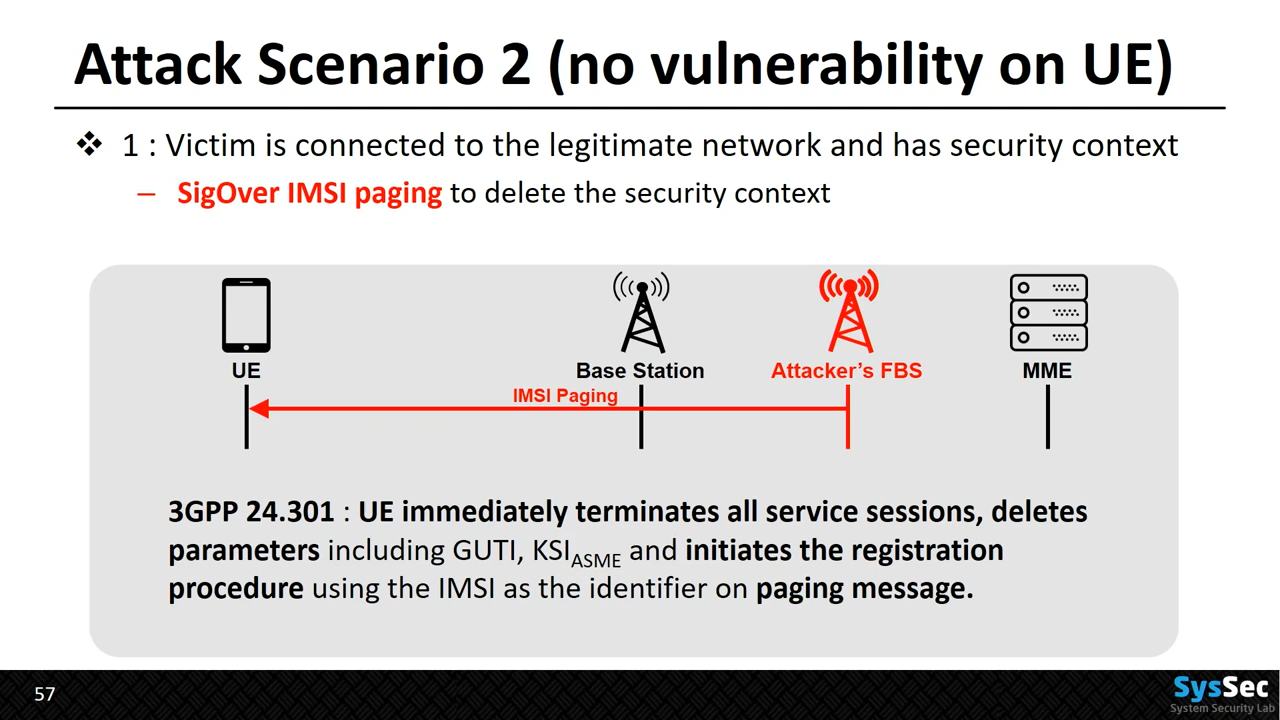 Attack Scenario 2 (no vulnerability on UE)
❖ 1 : Victim is connected to the legitimate network and has security context
– SigOver IMSI paging to delete the security context
UE
Base Station
Attacker's FBS
MME
IMSI Paging
3GPP 24.301 : UE immediately terminates all service sessions, deletes
parameters including GUTI, KSIASME and initiates the registration
procedure using the IMSI as the identifier on paging message.
57
SysSec
System Security Lab